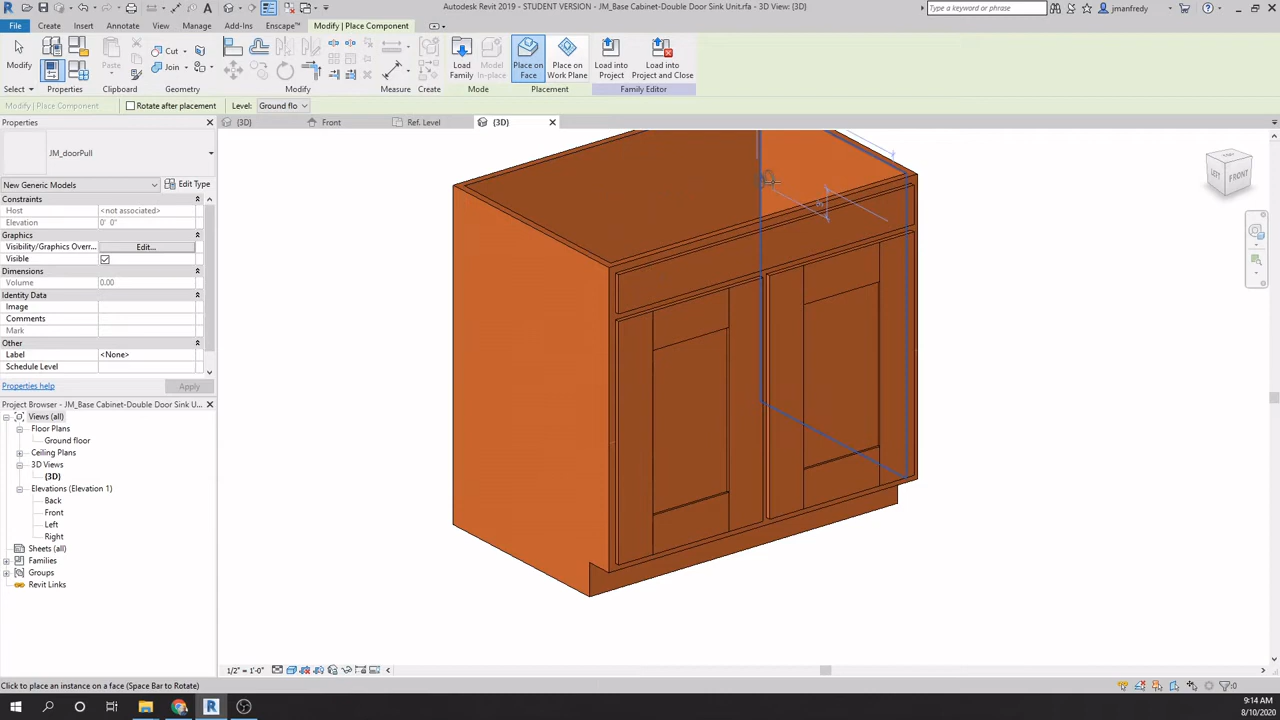 Autodesk Revit 2019 - STUDENT VERSION - JM_Base Cabinet-Double Door Sink Unit.rfa - 3D View: {3D}
Type a keyword or phrase
jmanfredy
File Create Insert Annotate View Manage Add-Ins Enscape™ Modify | Place Component
Modify
Paste
Cut
Join
Load Family
Model In-place
Place on Face
Place on Work Plane
Load into Project
Load into Project and Close
Select Properties Clipboard Geometry Modify Measure Create Mode Placement Family Editor
Modify | Place Component Rotate after placement Level: Ground flo
Properties
{3D} Front Ref. Level {3D}
JM_doorPull
New Generic Models Edit Type
Constraints
Host <not associated>
Elevation 0' 0"
Graphics
Visibility/Graphics Overr... Edit...
Visible
Dimensions
Volume 0.00
Identity Data
Image
Comments
Mark
Other
Label <None>
Schedule Level
Properties help Apply
Project Browser - JM_Base Cabinet-Double Door Sink U...
Views (all)
Floor Plans
Ground floor
Ceiling Plans
3D Views
{3D}
Elevations (Elevation 1)
Back
Front
Left
Right
Sheets (all)
Families
Groups
Revit Links
LEFT FRONT
1/2" = 1'-0"
Click to place an instance on a face (Space Bar to Rotate)
:0
9:14 AM
8/10/2020